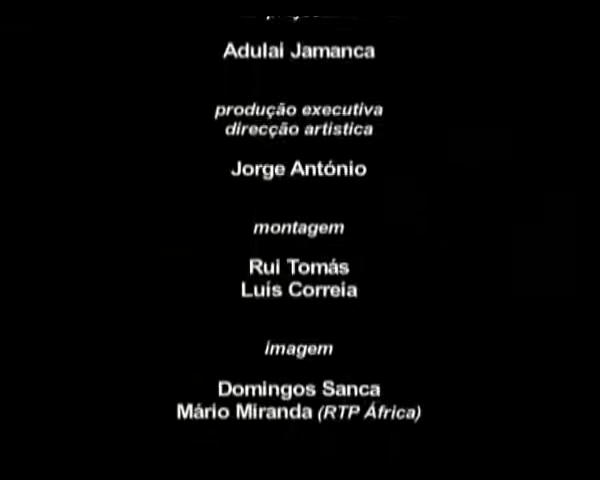 Adulai Jamanca
produção executiva
direcção artistica
Jorge António
montagem
Rui Tomás
Luís Correia
imagem
Domingos Sanca
Mário Miranda (RTP África)